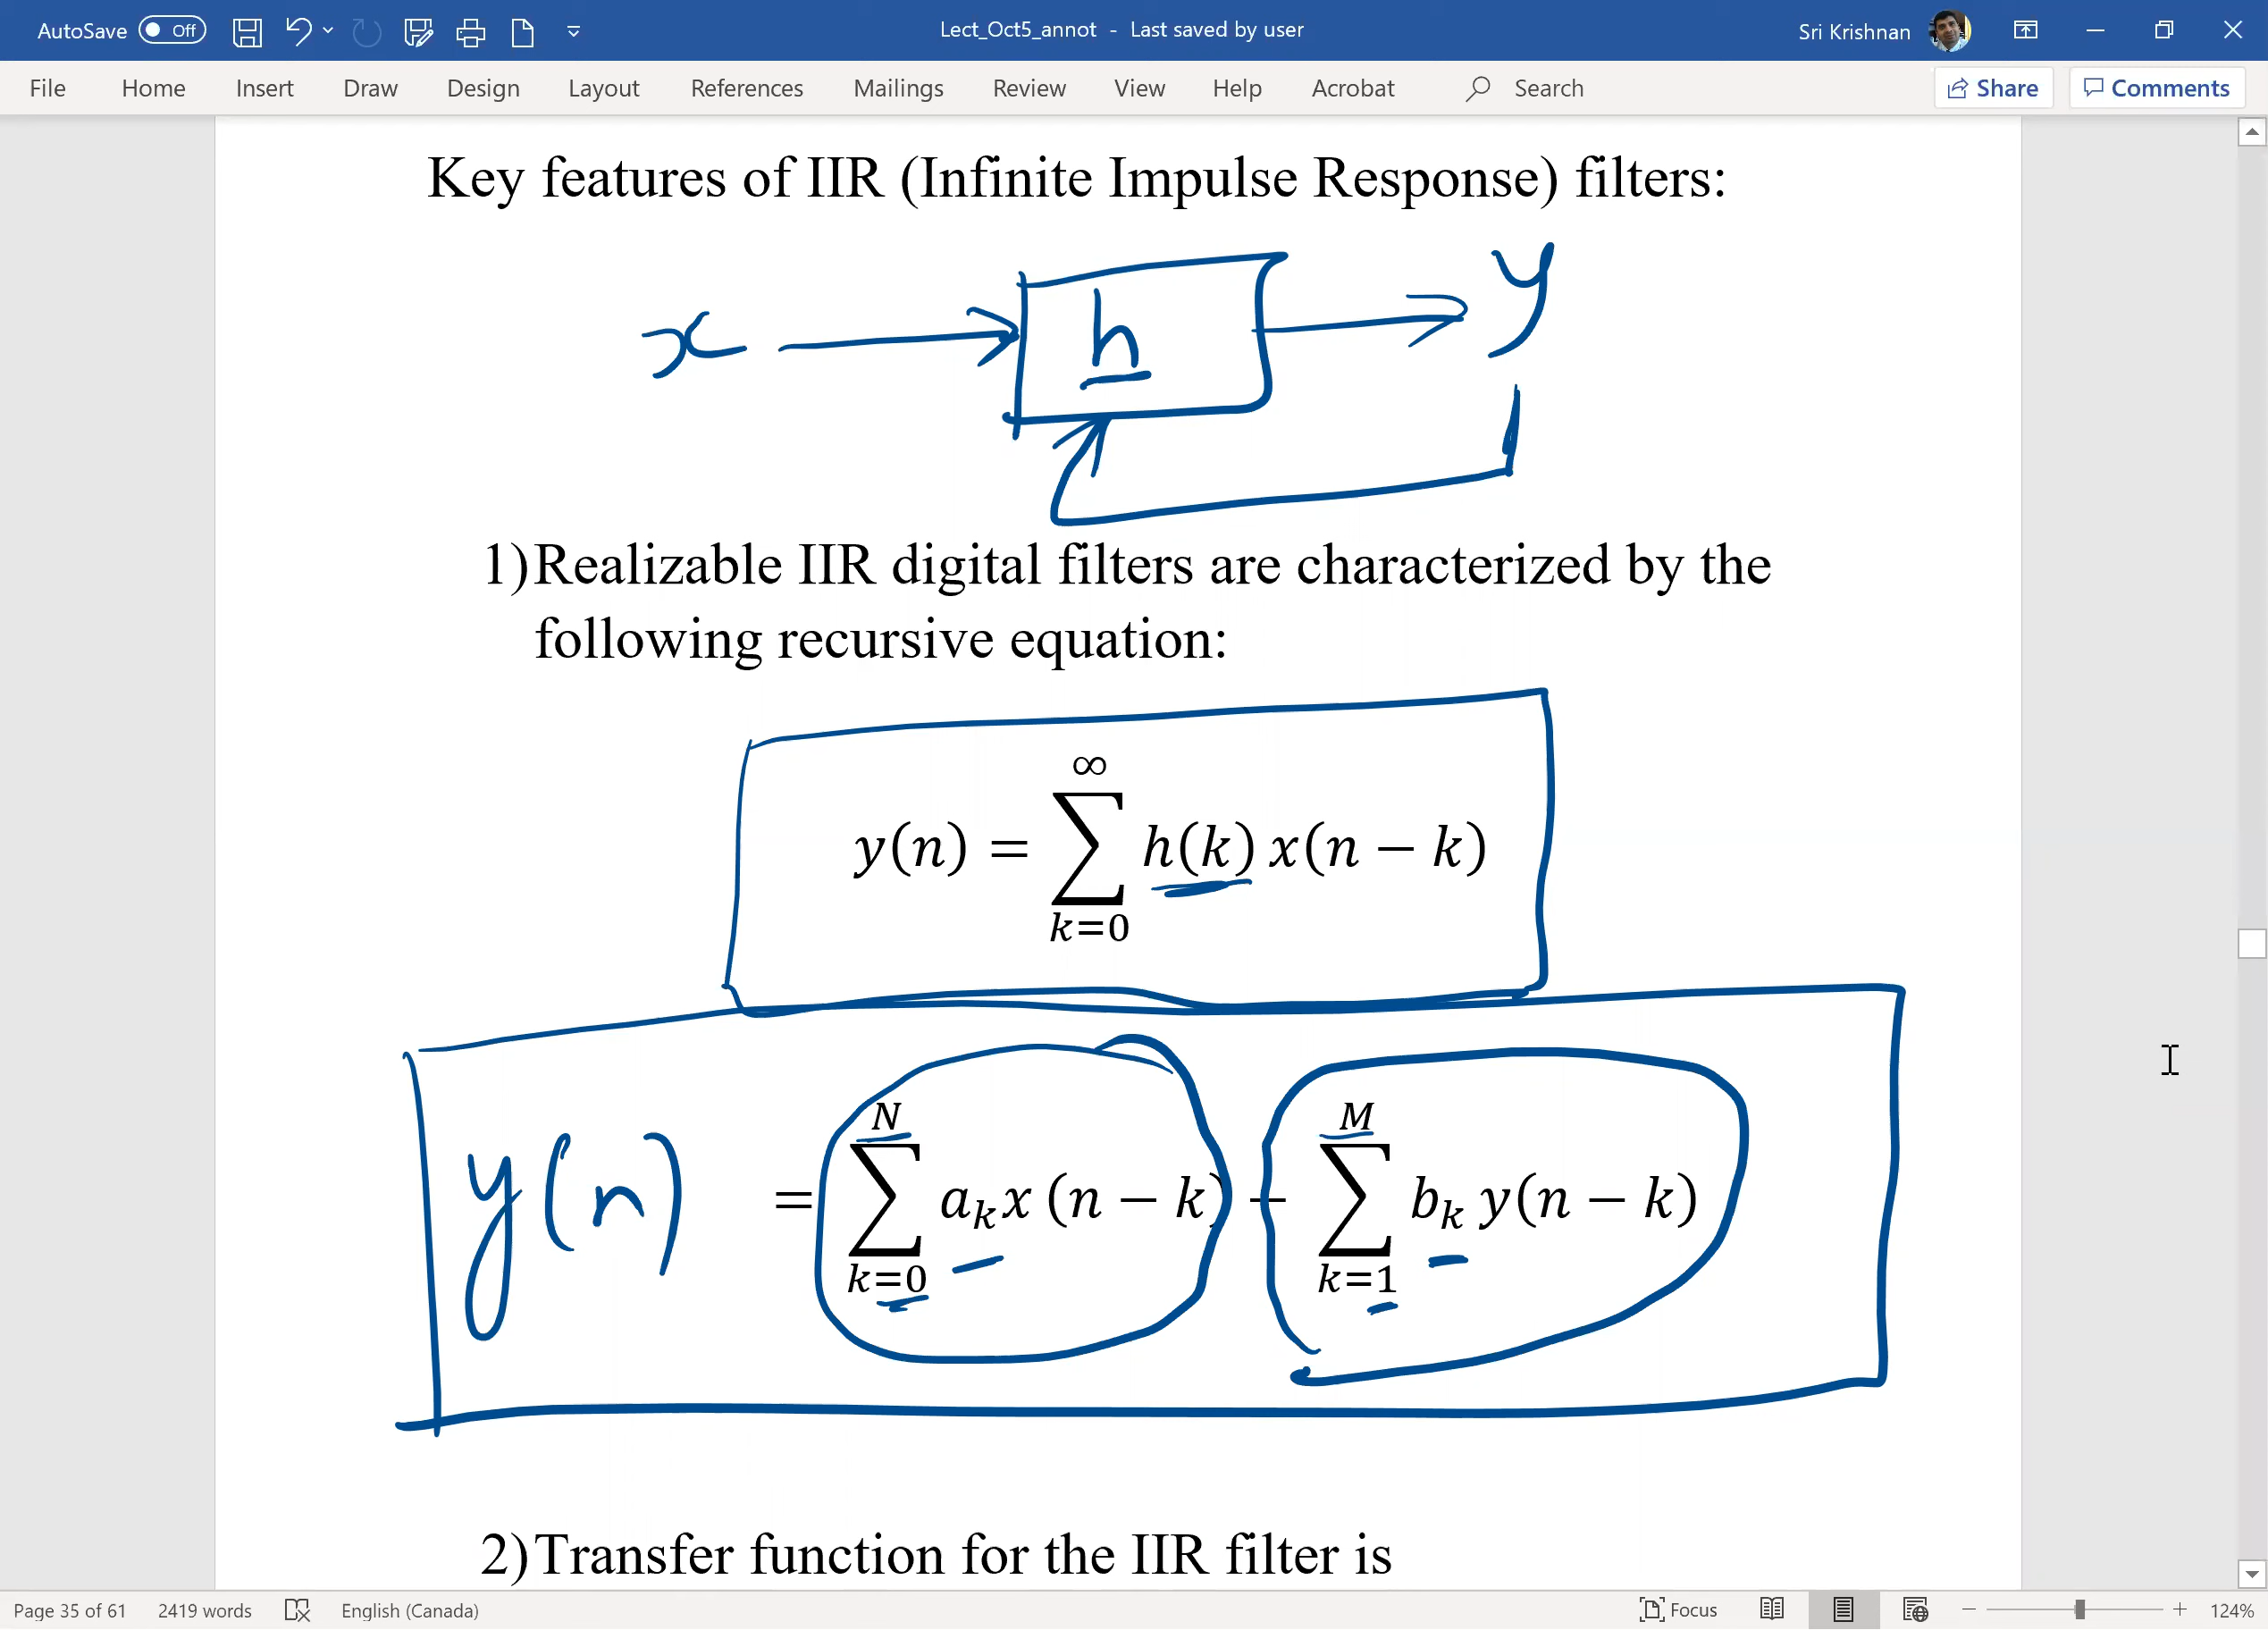 AutoSave Off Lect_Oct5_annot - Last saved by user Sri Krishnan
File Home Insert Draw Design Layout References Mailings Review View Help Acrobat Search Share Comments
Key features of IIR (Infinite Impulse Response) filters:
x h y
1) Realizable IIR digital filters are characterized by the
following recursive equation:
y(n) = ∑_{k=0}^{∞} h(k) x(n − k)
y(n) = ∑_{k=0}^{N} a_k x (n − k) − ∑_{k=1}^{M} b_k y(n − k)
2) Transfer function for the IIR filter is
Page 35 of 61 2419 words English (Canada) Focus 124%